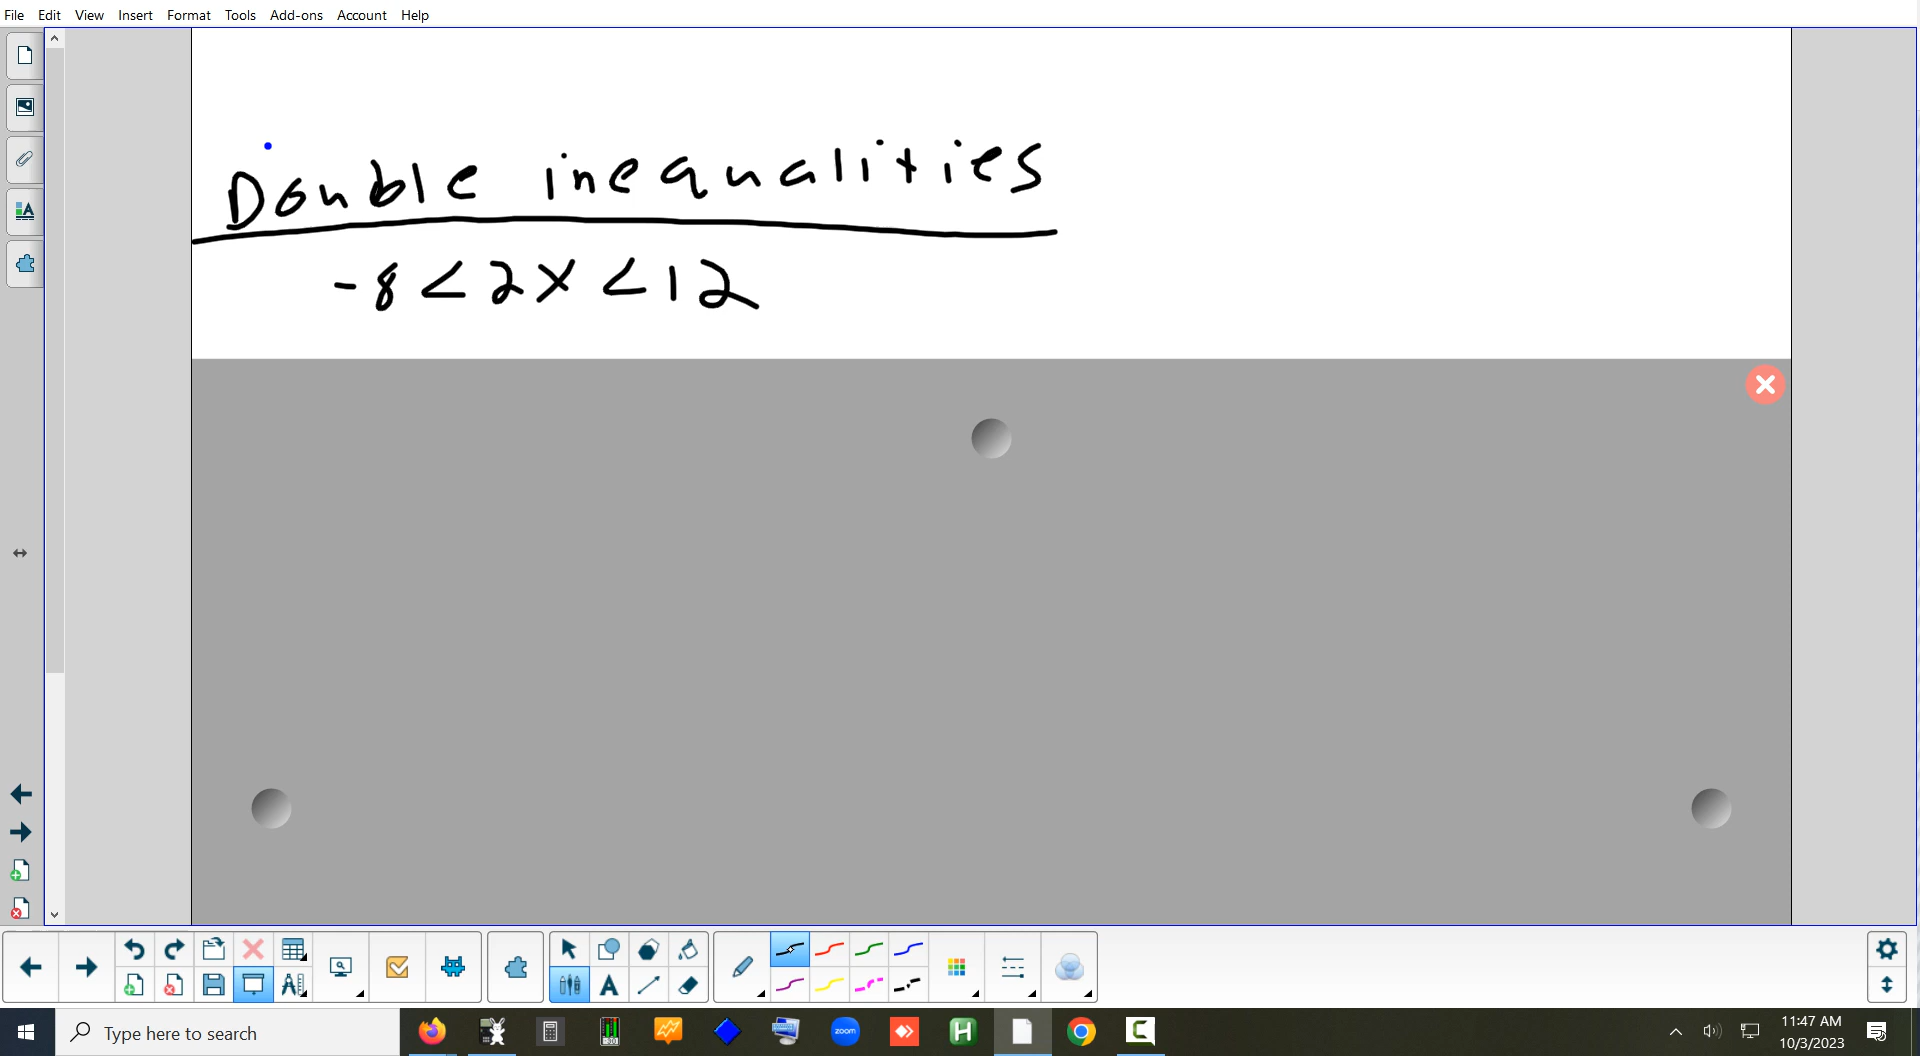 File Edit View Insert Format Tools Add-ons Account Help
Double inequalities
-8 < 2x < 12
Type here to search
zoom
11:47 AM
10/3/2023